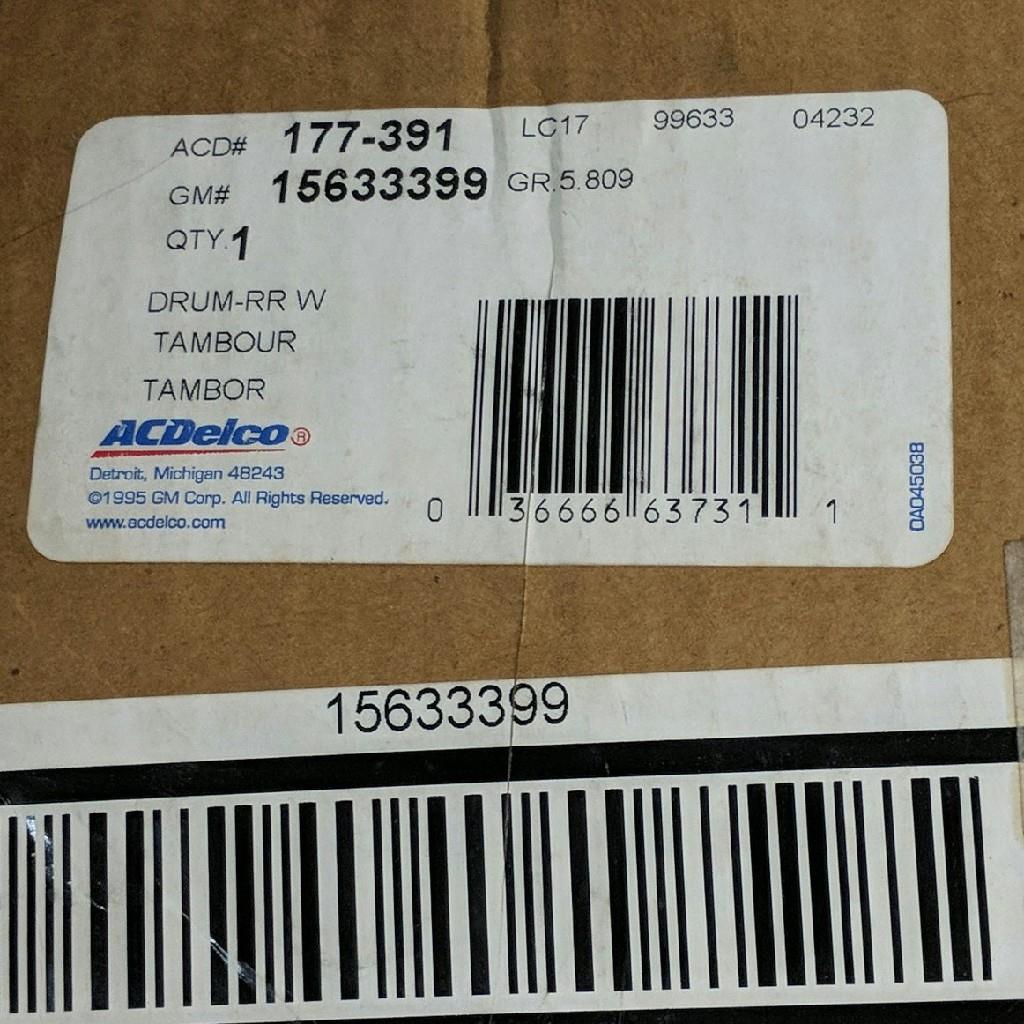 ACD# 177-391 LC17 99633 04232
GM# 15633399 GR.5.809
QTY.1
DRUM-RR W
TAMBOUR
TAMBOR
ACDelco®
Detroit, Michigan 48243
©1995 GM Corp. All Rights Reserved.
www.acdelco.com
0 36666 63731 1
0A045038
15633399